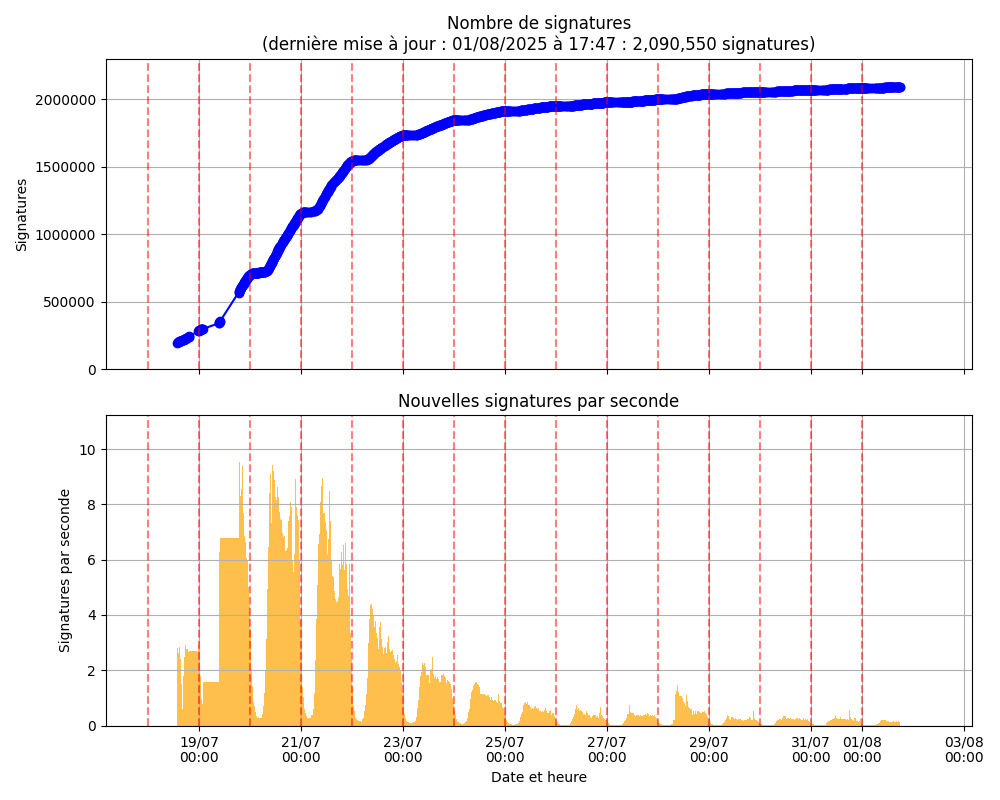 Nombre de signatures
(dernière mise à jour : 01/08/2025 à 17:47 : 2,090,550 signatures)
2000000
1500000
1000000
500000
0
Signatures
Nouvelles signatures par seconde
10
8
6
4
2
0
Signatures par seconde
19/07 21/07 23/07 25/07 27/07 29/07 31/07 01/08 03/08
00:00 00:00 00:00 00:00 00:00 00:00 00:00 00:00 00:00
Date et heure